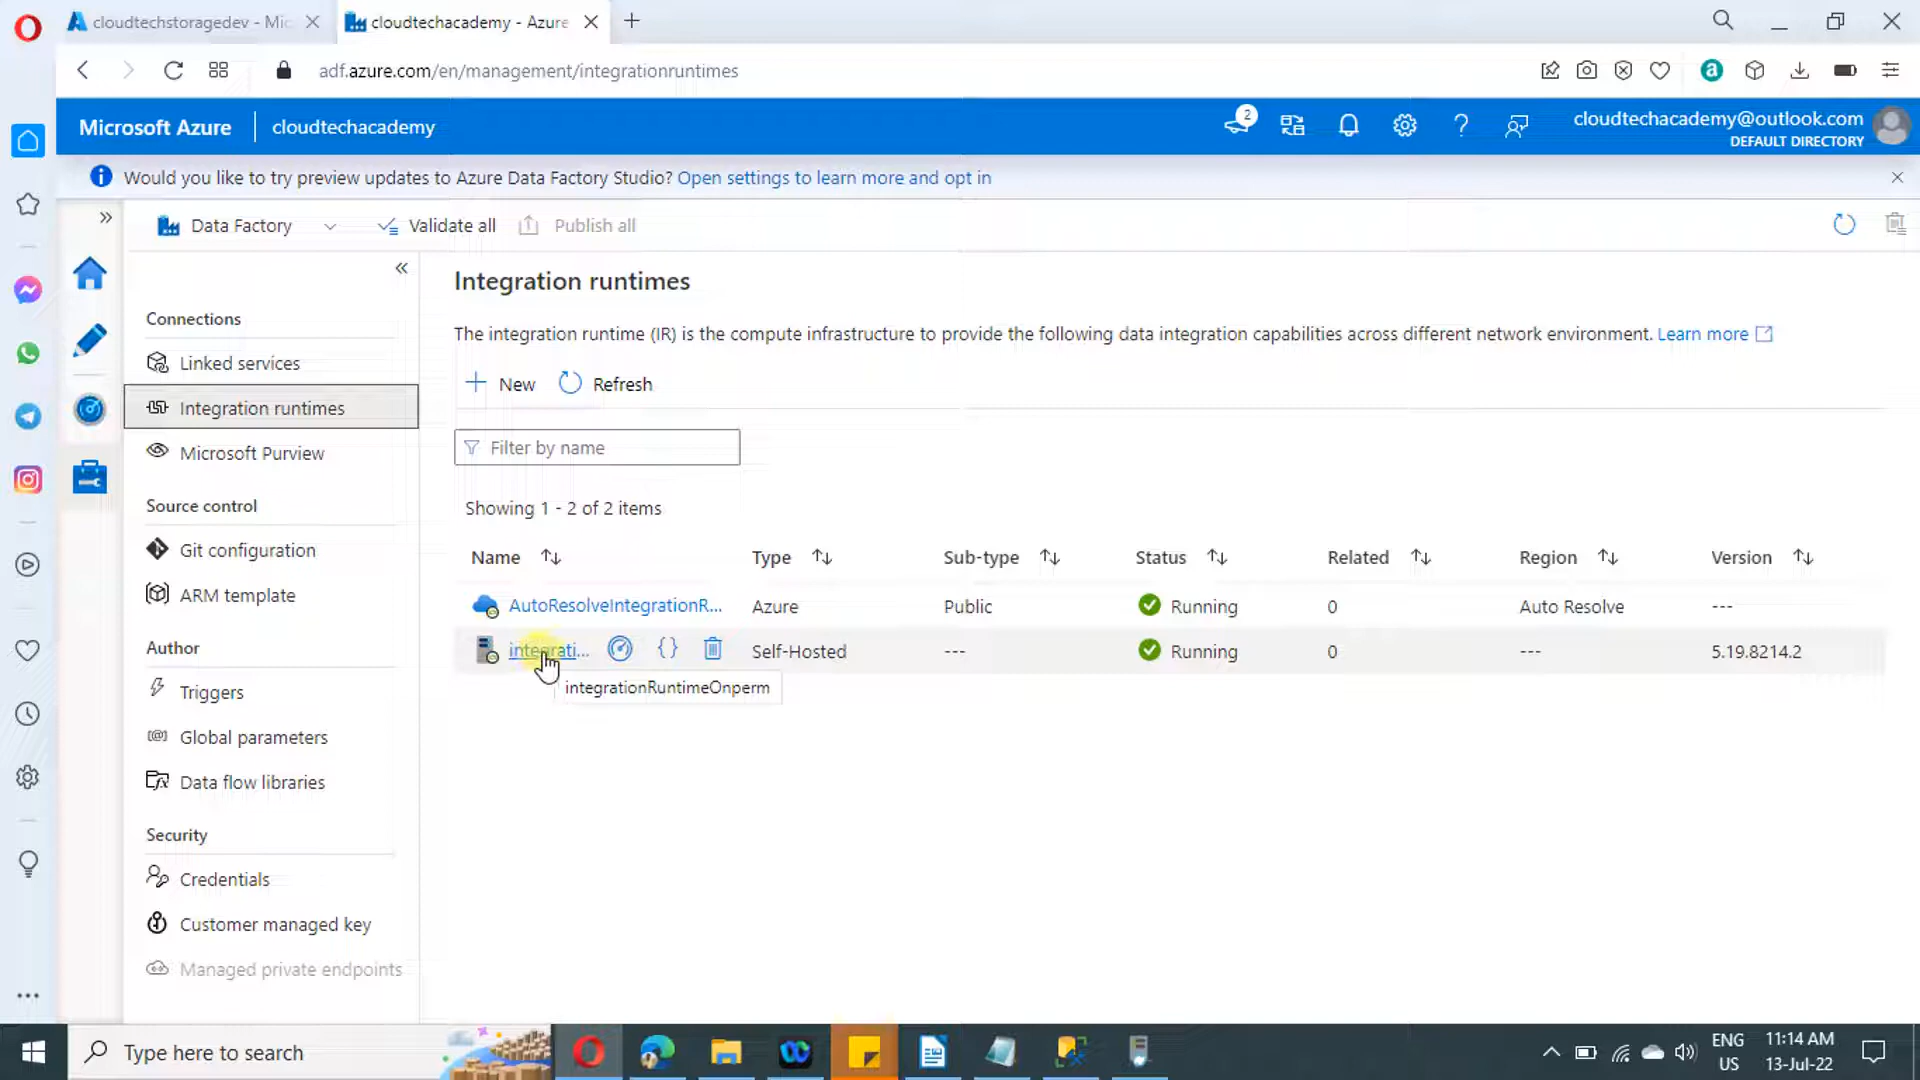 cloudtechstoragedev - Mic
cloudtechacademy - Azure
adf.azure.com/en/management/integrationruntimes
Microsoft Azure
cloudtechacademy
2
cloudtechacademy@outlook.com
DEFAULT DIRECTORY
Would you like to try preview updates to Azure Data Factory Studio? Open settings to learn more and opt in
Data Factory
Validate all
Publish all
Connections
Linked services
Integration runtimes
Microsoft Purview
Source control
Git configuration
ARM template
Author
Triggers
Global parameters
Data flow libraries
Security
Credentials
Customer managed key
Managed private endpoints
Integration runtimes
The integration runtime (IR) is the compute infrastructure to provide the following data integration capabilities across different network environment. Learn more
New
Refresh
Filter by name
Showing 1 - 2 of 2 items
Name Type Sub-type Status Related Region Version
AutoResolveIntegrationR... Azure Public Running 0 Auto Resolve ---
integrati... {} Self-Hosted --- Running 0 --- 5.19.8214.2
integrationRuntimeOnperm
Type here to search
ENG
US
11:14 AM
13-Jul-22